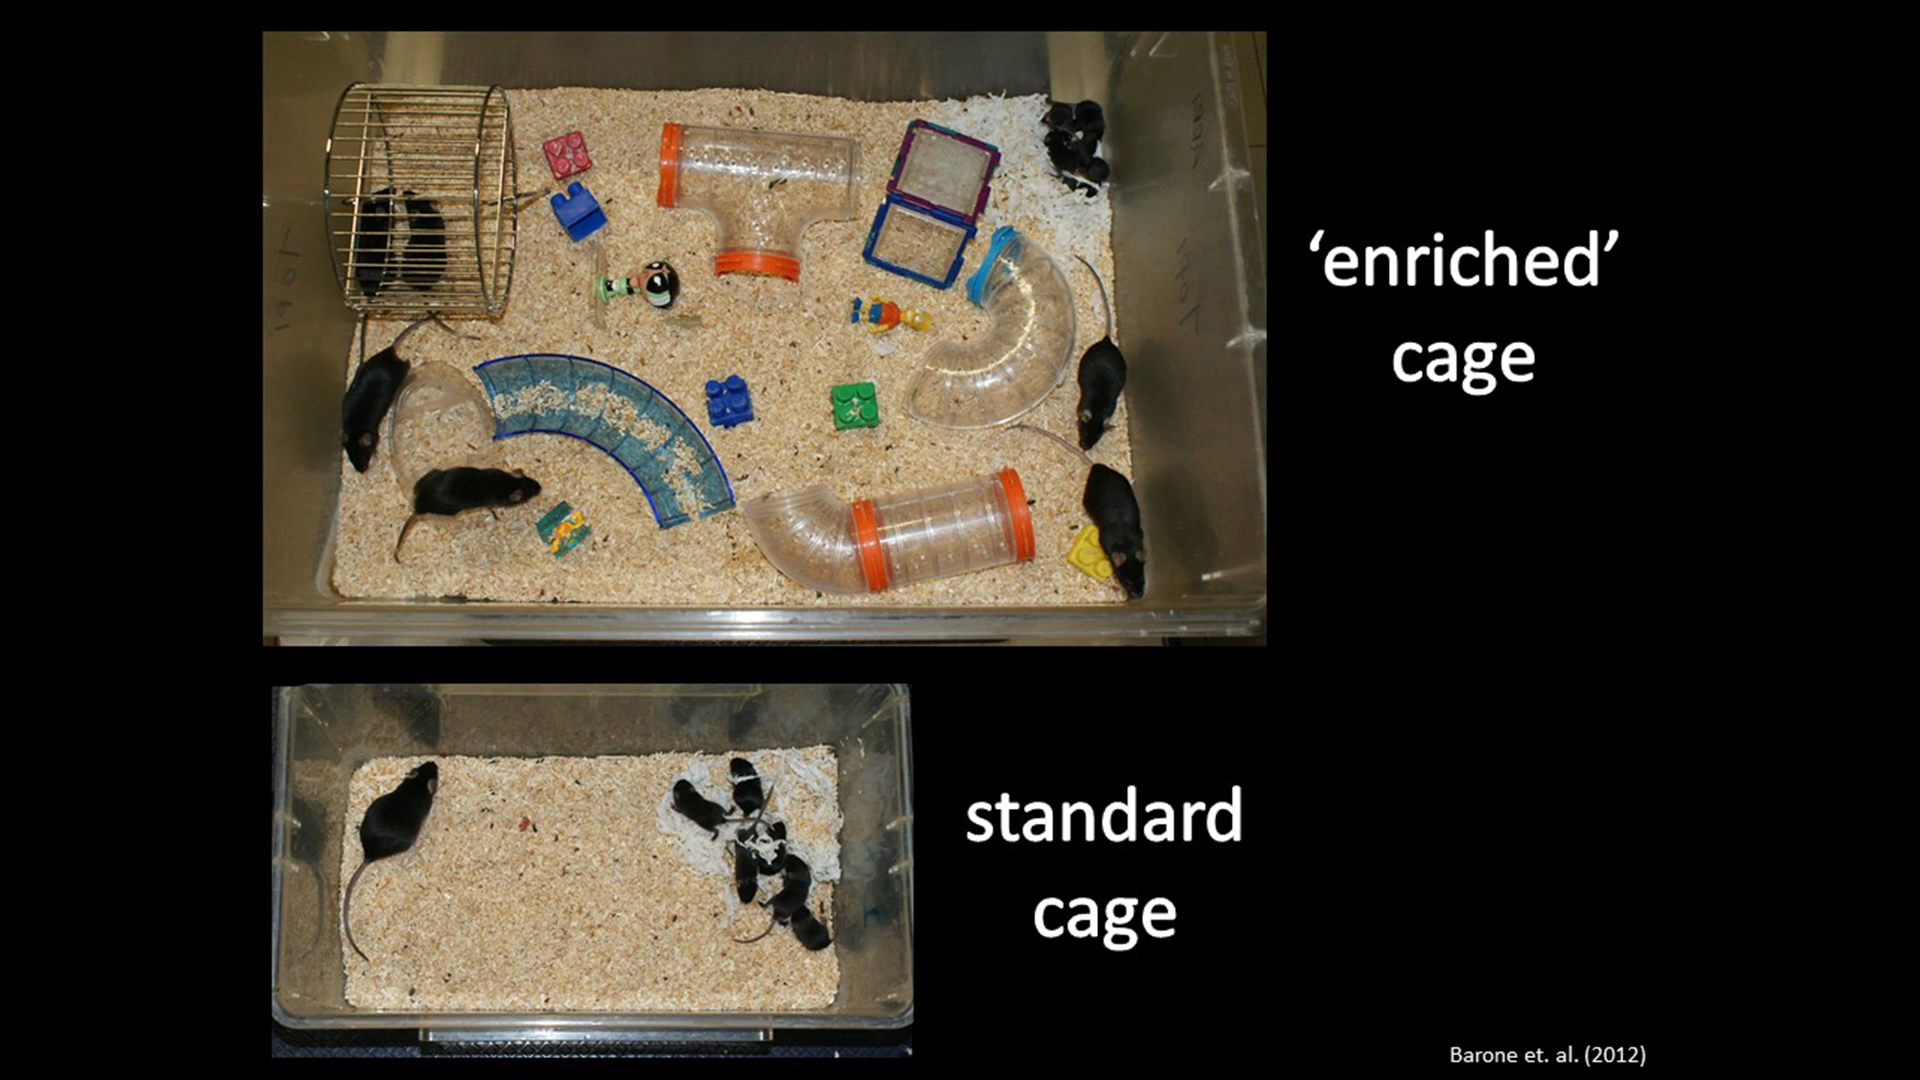 ‘enriched’
cage
standard
cage
Barone et. al. (2012)